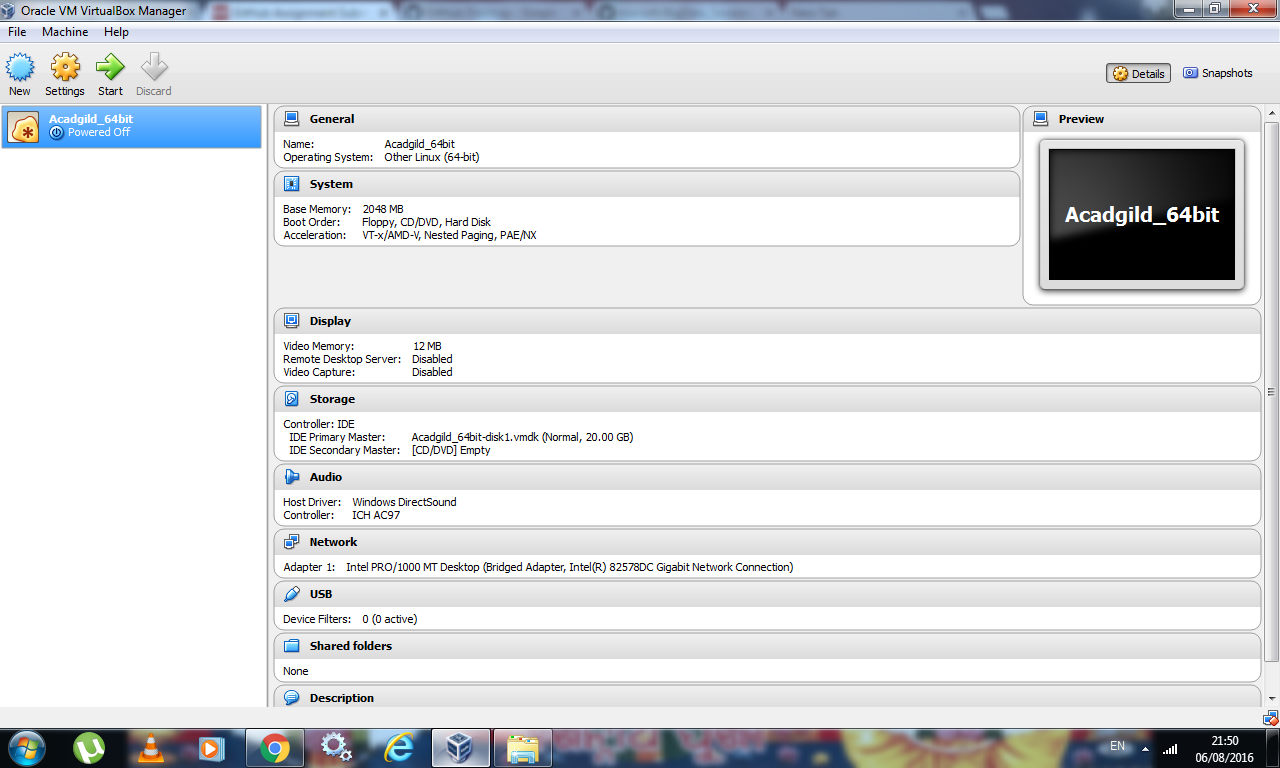 Oracle VM VirtualBox Manager
File Machine Help
New Settings Start Discard
Details Snapshots
Acadgild_64bit
Powered Off
General
Name: Acadgild_64bit
Operating System: Other Linux (64-bit)
System
Base Memory: 2048 MB
Boot Order: Floppy, CD/DVD, Hard Disk
Acceleration: VT-x/AMD-V, Nested Paging, PAE/NX
Preview
Acadgild_64bit
Display
Video Memory: 12 MB
Remote Desktop Server: Disabled
Video Capture: Disabled
Storage
Controller: IDE
IDE Primary Master: Acadgild_64bit-disk1.vmdk (Normal, 20.00 GB)
IDE Secondary Master: [CD/DVD] Empty
Audio
Host Driver: Windows DirectSound
Controller: ICH AC97
Network
Adapter 1: Intel PRO/1000 MT Desktop (Bridged Adapter, Intel(R) 82578DC Gigabit Network Connection)
USB
Device Filters: 0 (0 active)
Shared folders
None
Description
EN
21:50
06/08/2016